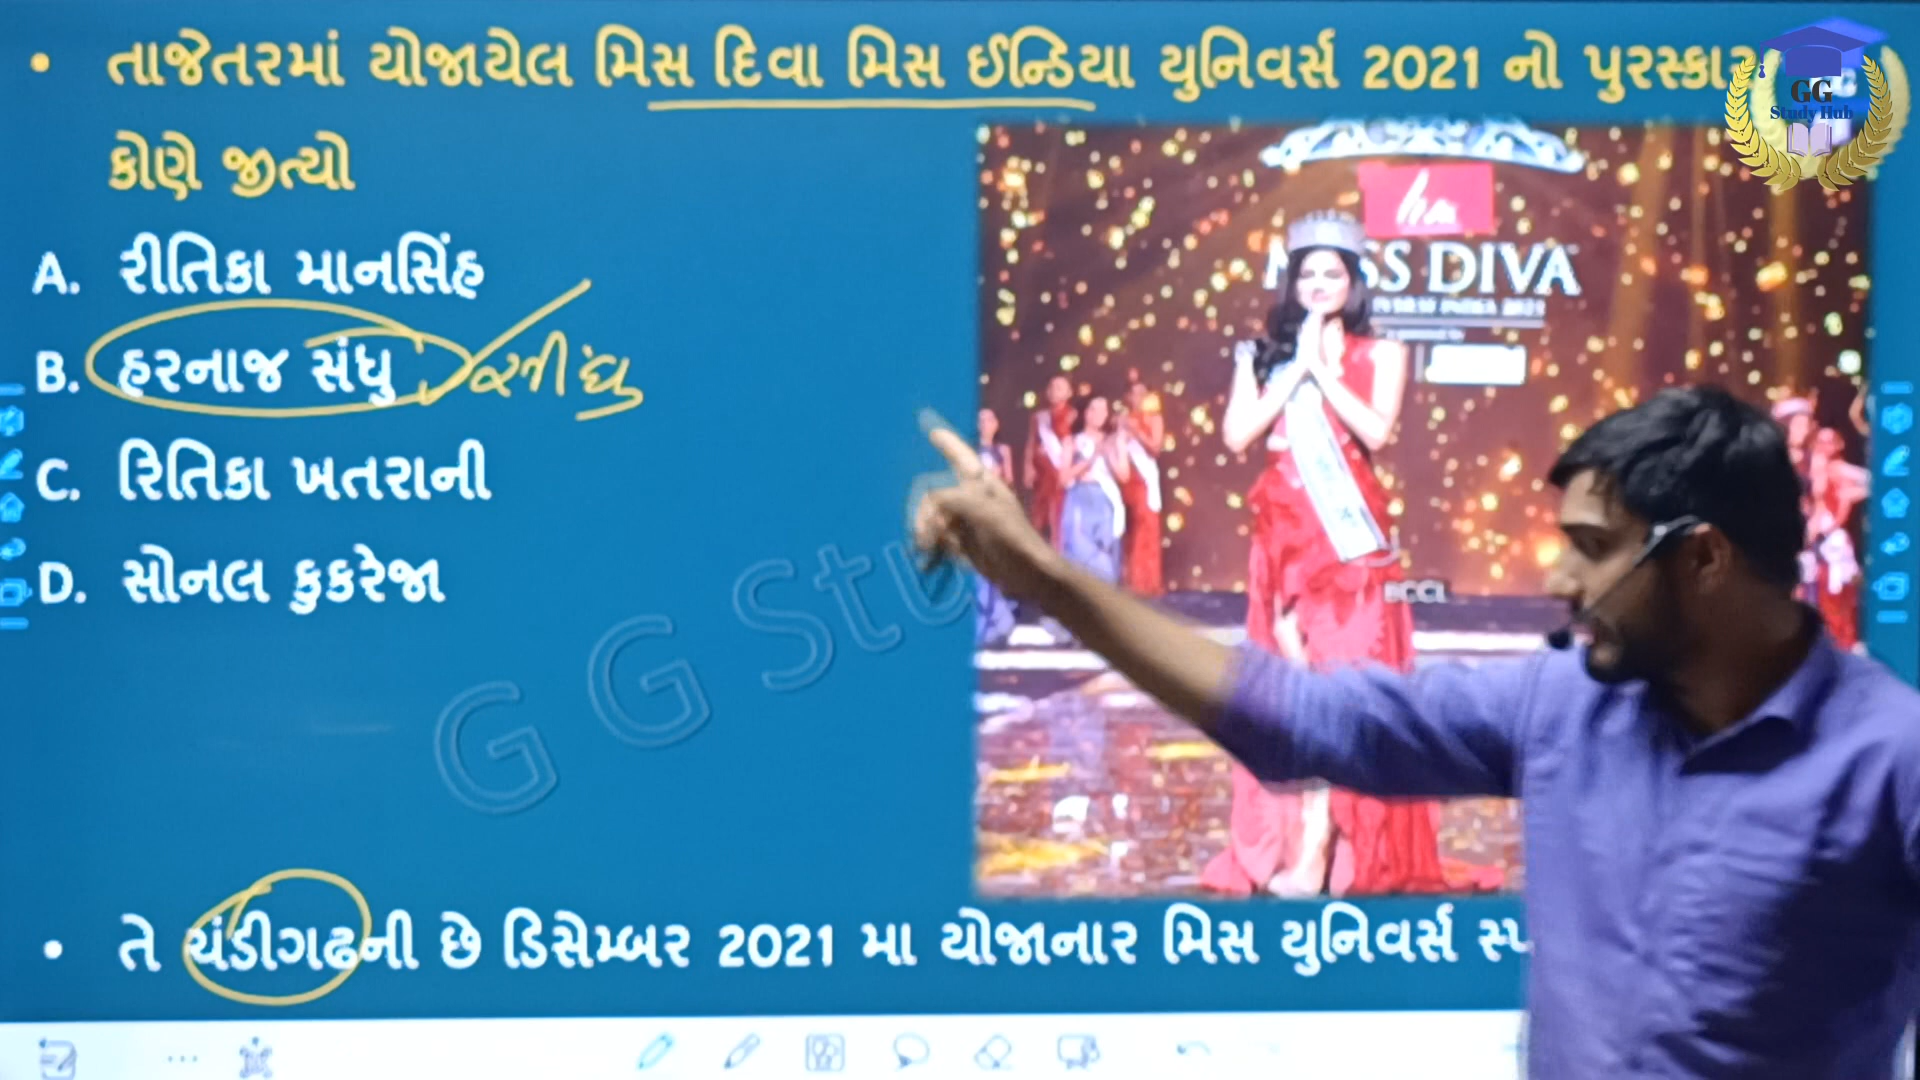 તાજેતરમાં યોજાયેલ મિસ દિવા મિસ ઈન્ડિયા યુનિવર્સ 2021 નો
કોણે જીત્યો
A. રીતિકા માનસિંહ
B. હરનાજ સંધુ
C. રિતિકા ખતરાની
D. સોનલ કુકરેજા
તે ચંડીગઢની છે ડિસેમ્બર 2021 મા યોજાનાર મિસ યુનિવર્સ
GG
Study Hub
MISS DIVA
BCCL
G G Stu